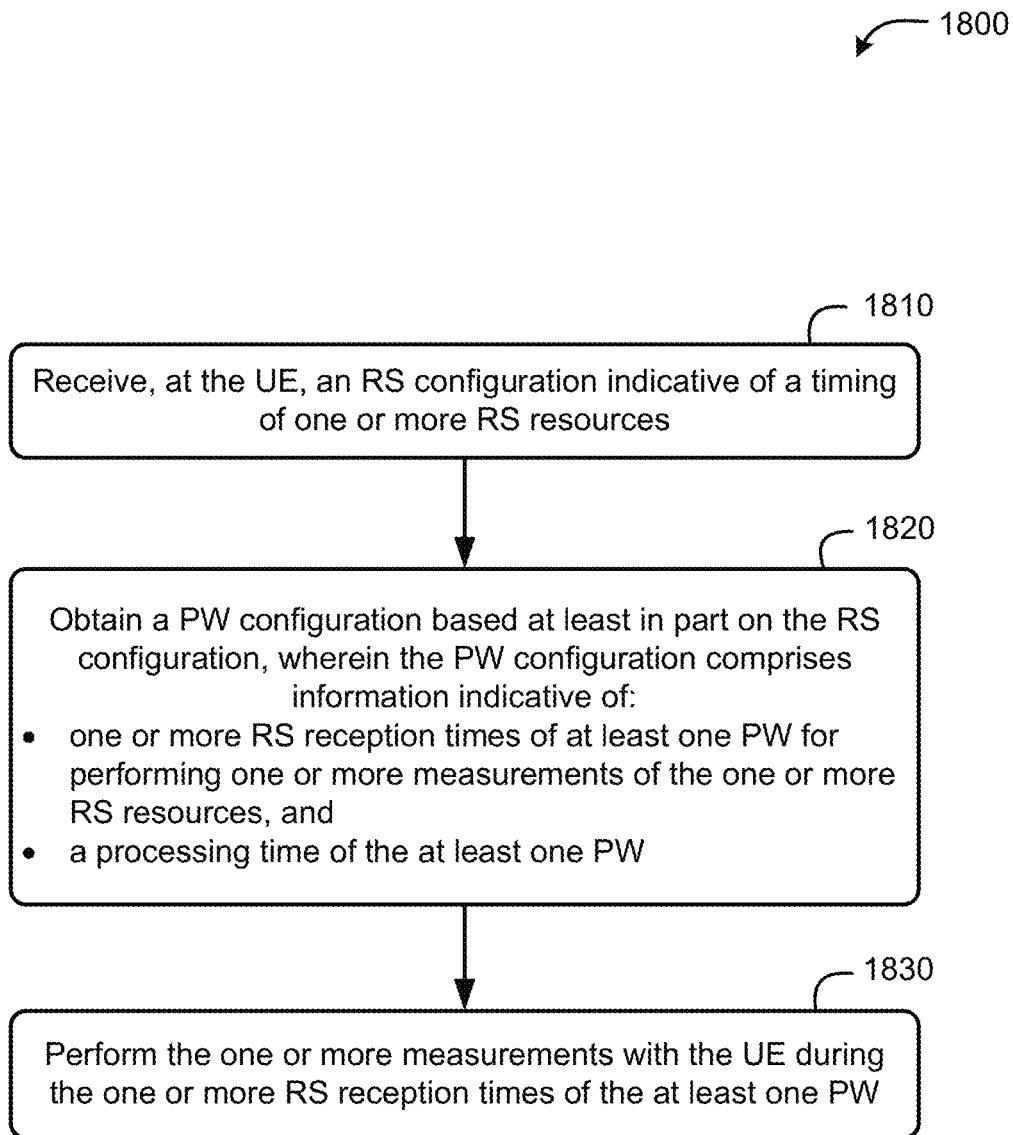 1800
1810
Receive, at the UE, an RS configuration indicative of a timing
of one or more RS resources
1820
Obtain a PW configuration based at least in part on the RS
configuration, wherein the PW configuration comprises
information indicative of:
• one or more RS reception times of at least one PW for
performing one or more measurements of the one or more
RS resources, and
• a processing time of the at least one PW
1830
Perform the one or more measurements with the UE during
the one or more RS reception times of the at least one PW